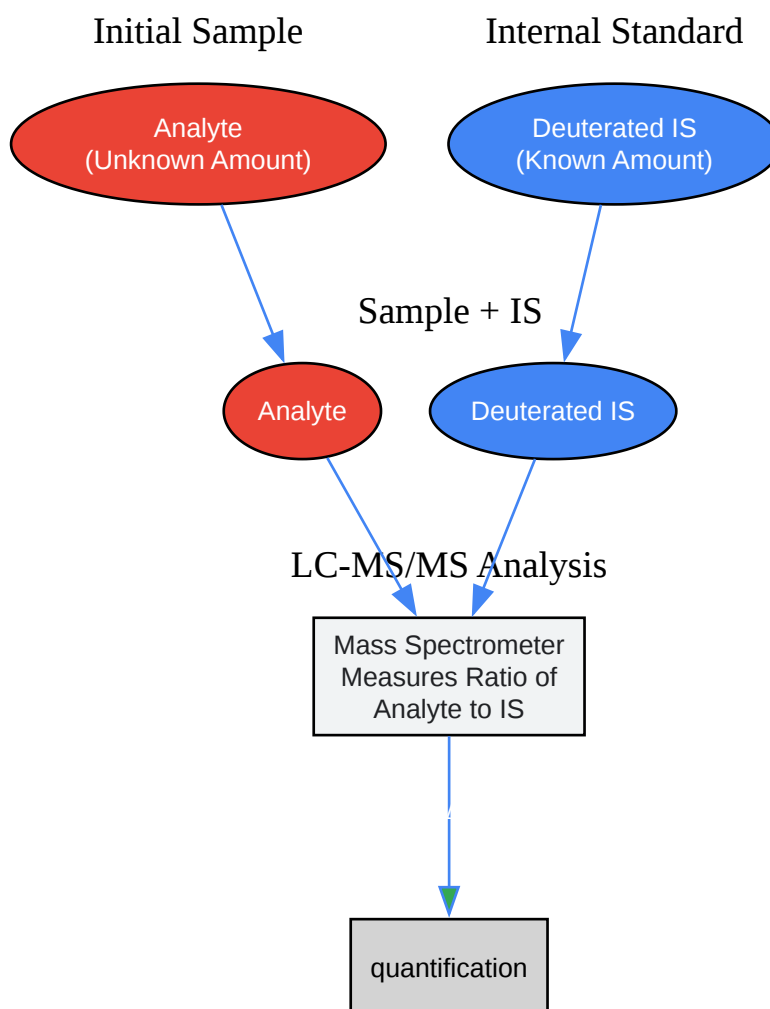 Initial Sample
Internal Standard
Analyte
(Unknown Amount)
Deuterated IS
(Known Amount)
Sample + IS
Analyte
Deuterated IS
LC-MS/MS Analysis
Mass Spectrometer
Measures Ratio of
Analyte to IS
quantification